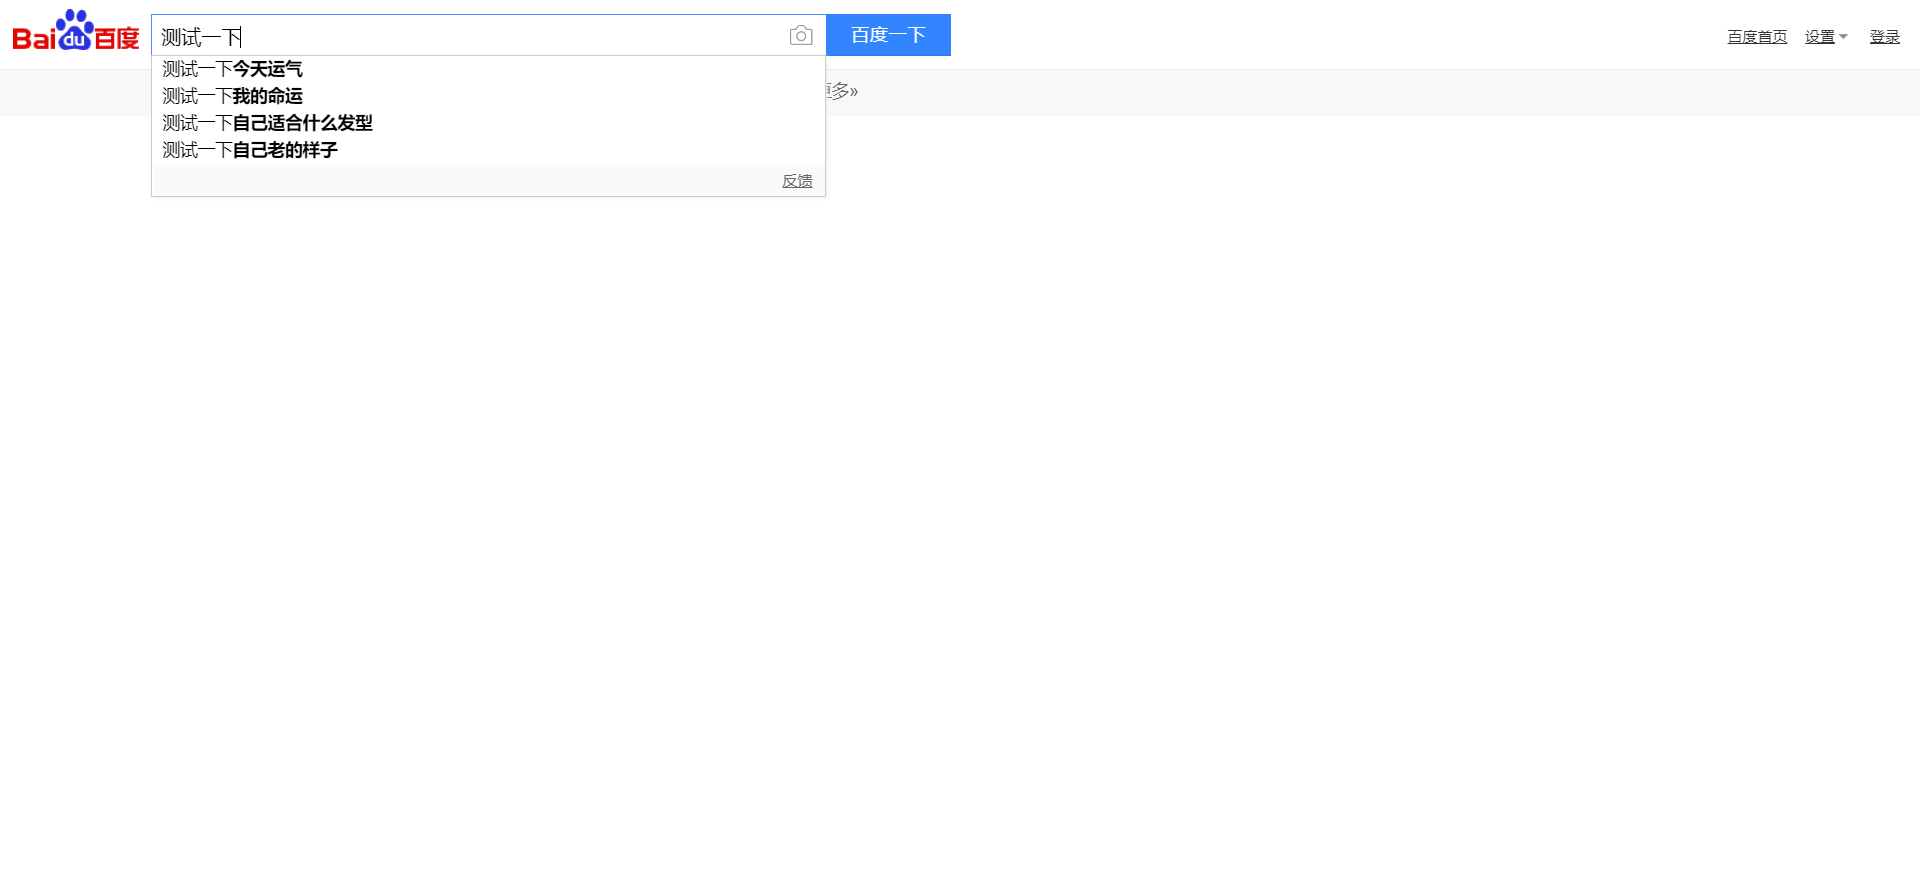 Baidu百度
测试一下
百度一下
百度首页 设置 登录
测试一下今天运气
更多»
测试一下我的命运
测试一下自己适合什么发型
测试一下自己老的样子
反馈